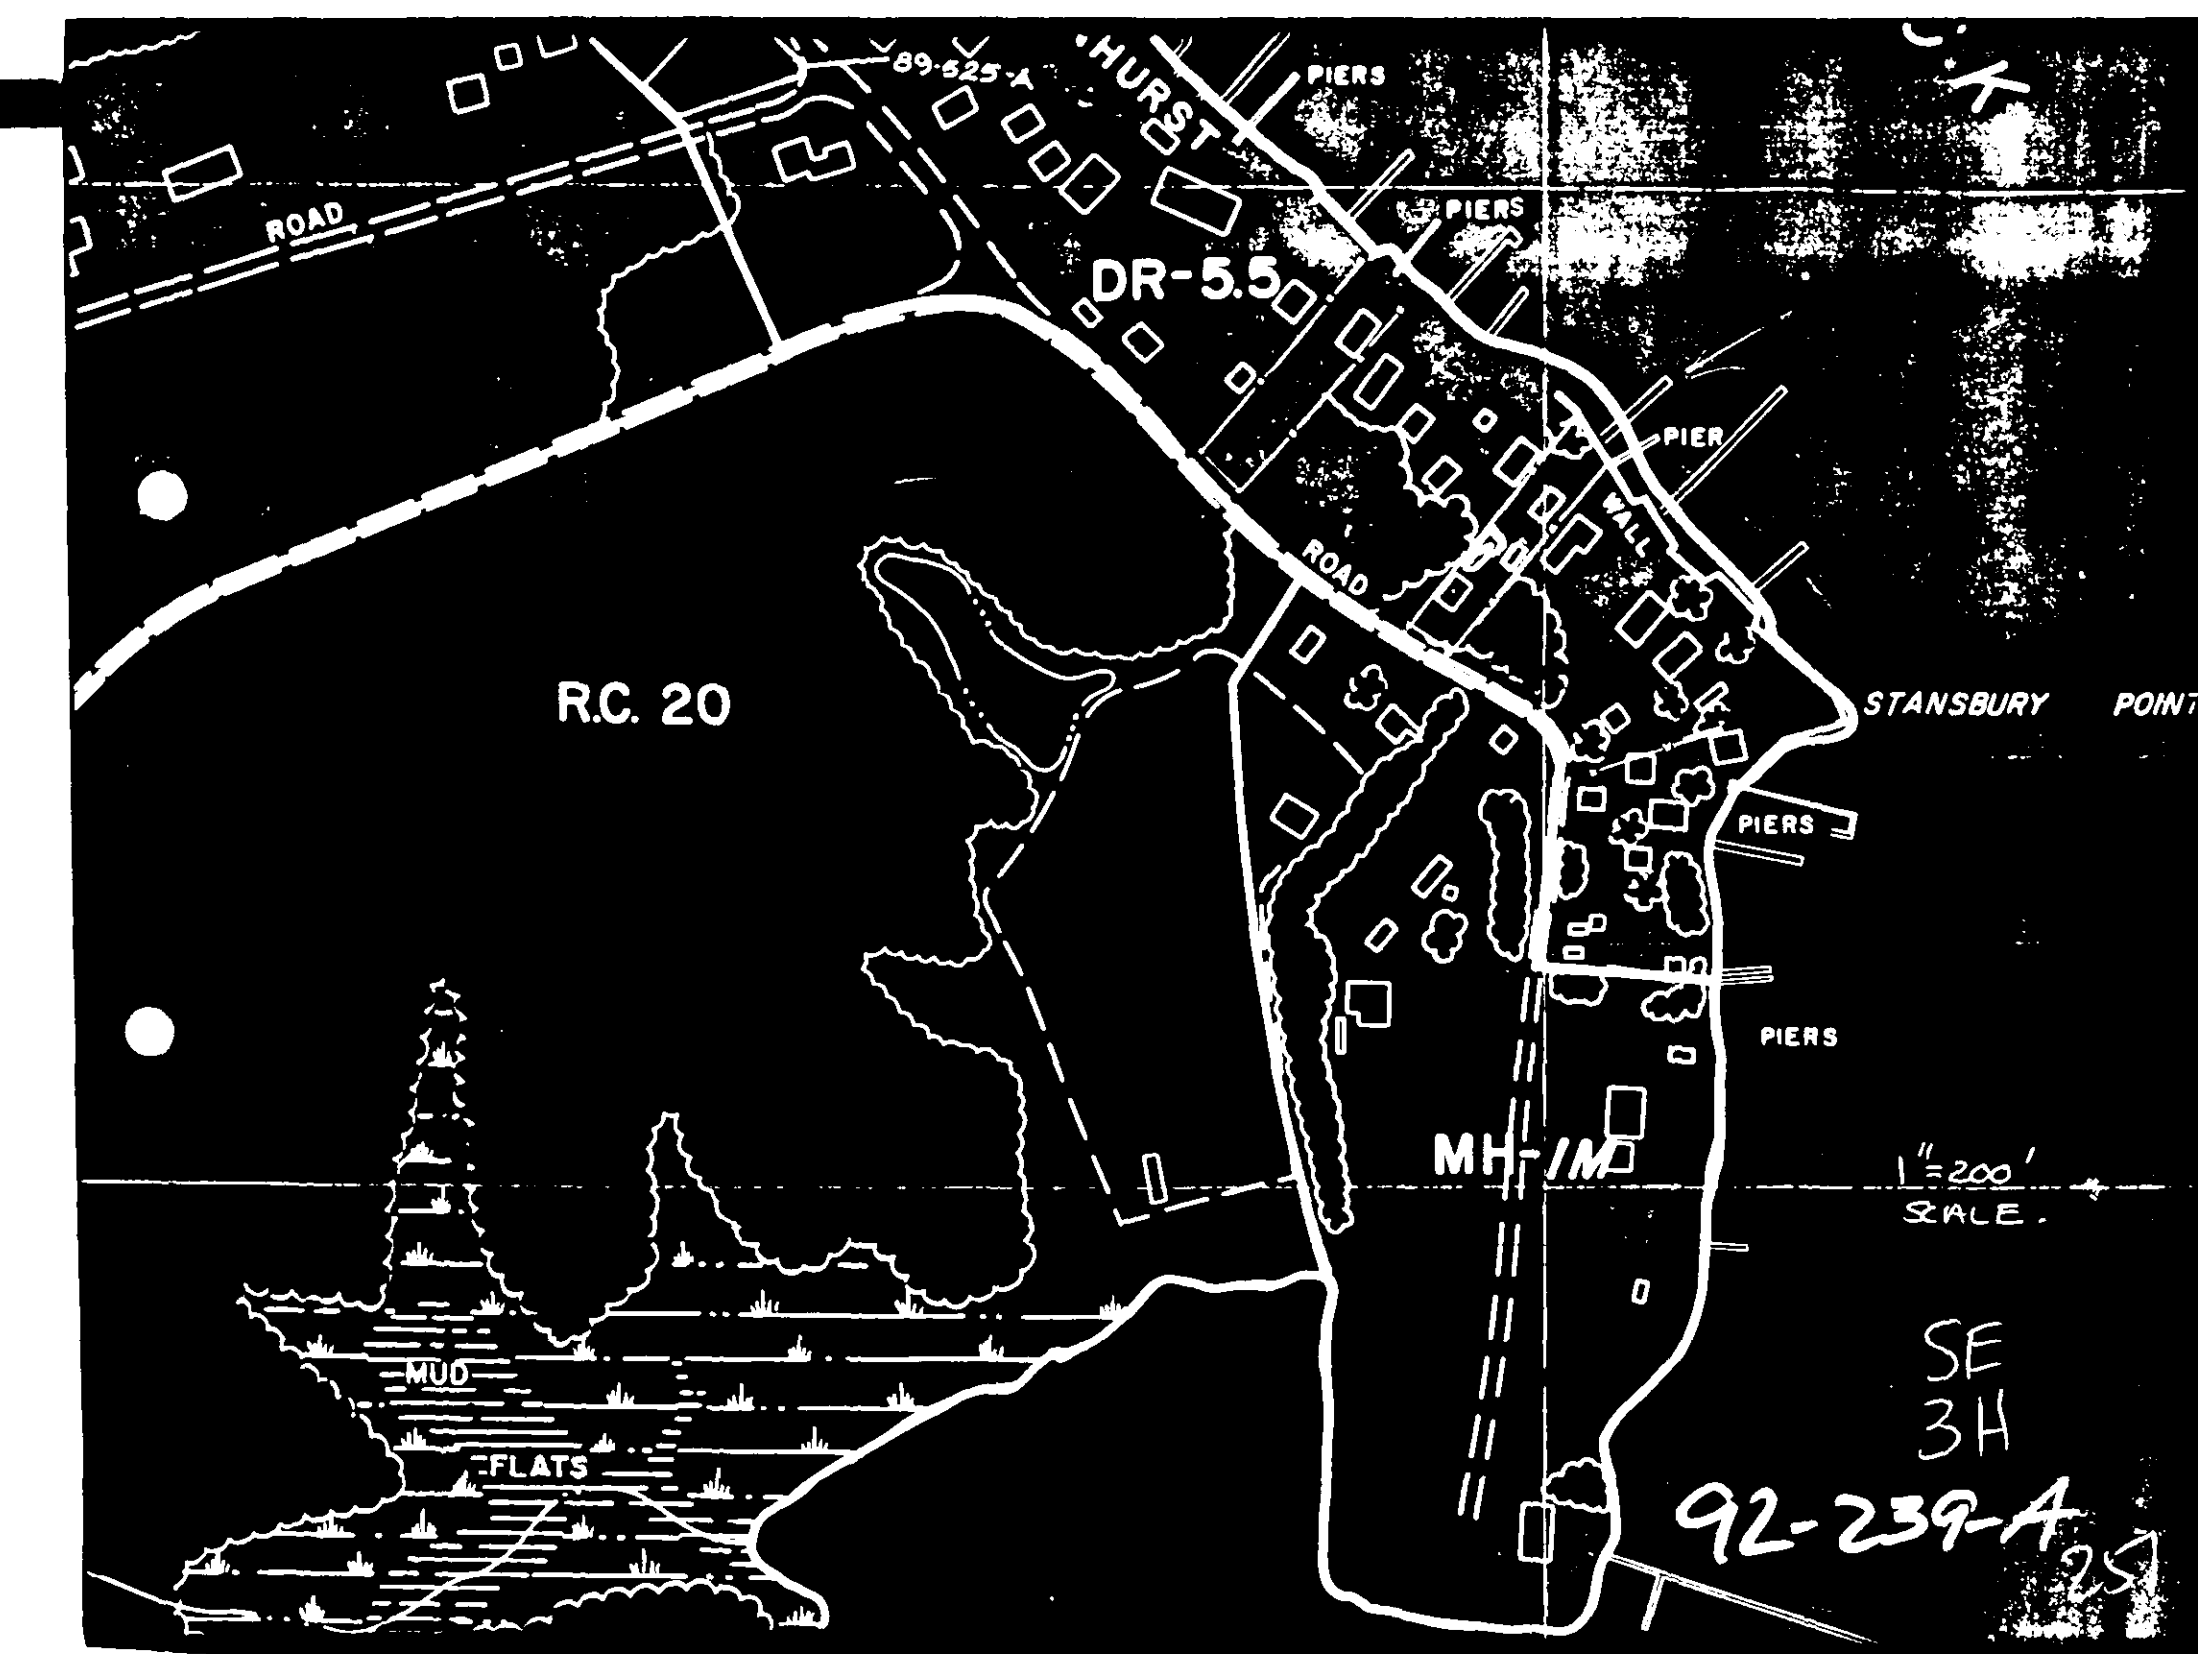 89-525-A
HURST
PIERS
ROAD
PIERS
DR-5.5
PIER
WALL
ROAD
R.C. 20
STANSBURY POINT
PIERS
PIERS
MH-IM
1"=200'
SCALE.
MUD
SE
3H
FLATS
92-239-A
251